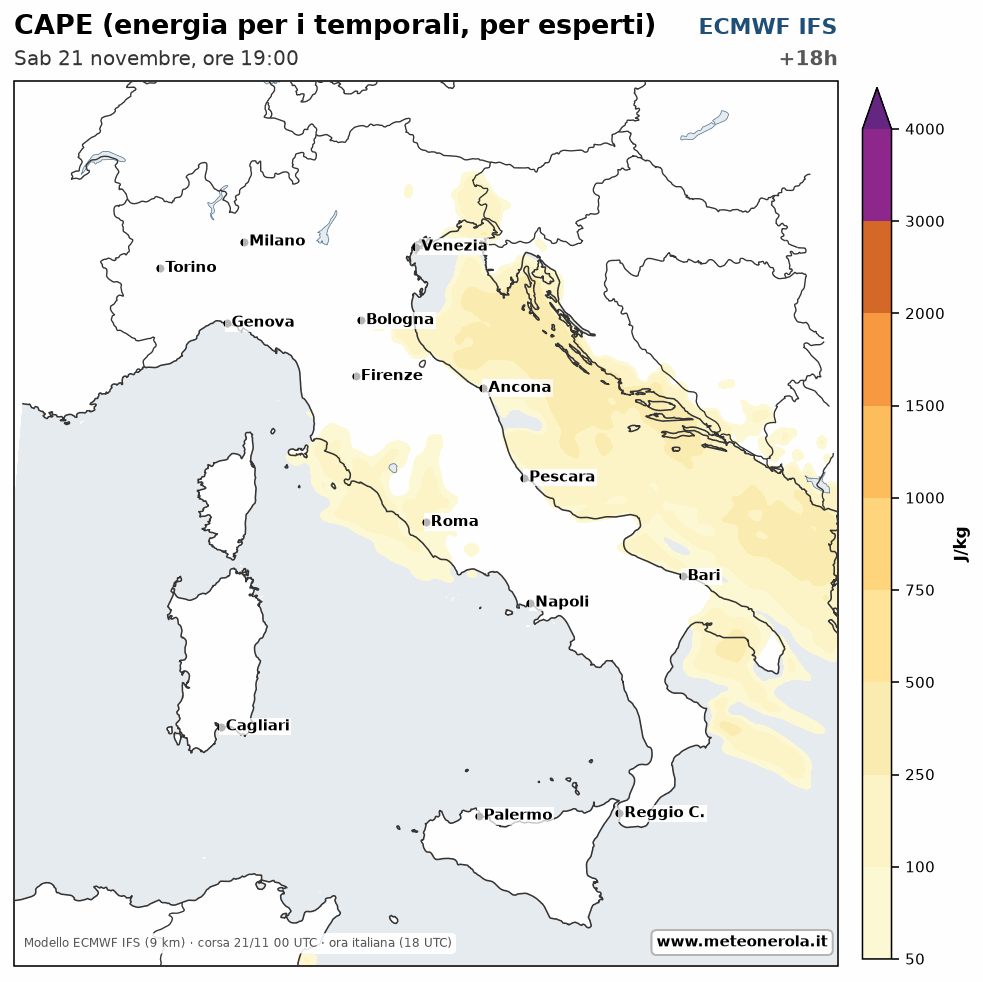 CAPE (energia per i temporali, per esperti)
ECMWF IFS
Sab 21 novembre, ore 19:00
+18h
4000
3000
2000
1500
1000
750
500
250
100
50
J/kg
Milano
Venezia
Torino
Genova
Bologna
Firenze
Ancona
Pescara
Roma
Bari
Napoli
Cagliari
Palermo
Reggio C.
Modello ECMWF IFS (9 km) · corsa 21/11 00 UTC · ora italiana (18 UTC)
www.meteonerola.it